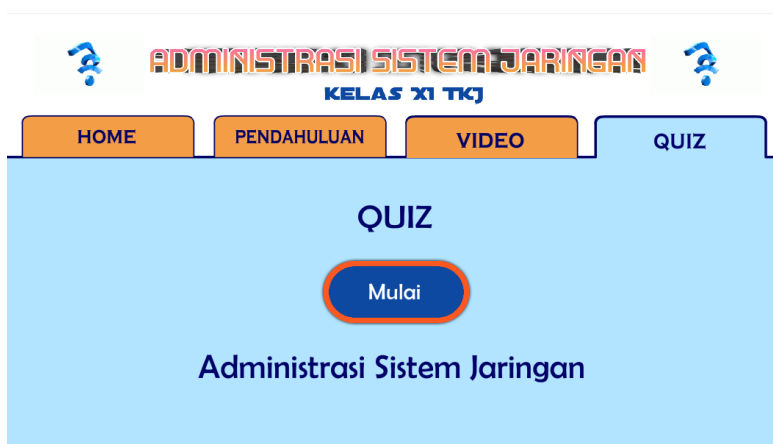 ADMINISTRASI SISTEM JARINGAN
KELAS XI TKJ
HOME PENDAHULUAN VIDEO QUIZ
QUIZ
Mulai
Administrasi Sistem Jaringan